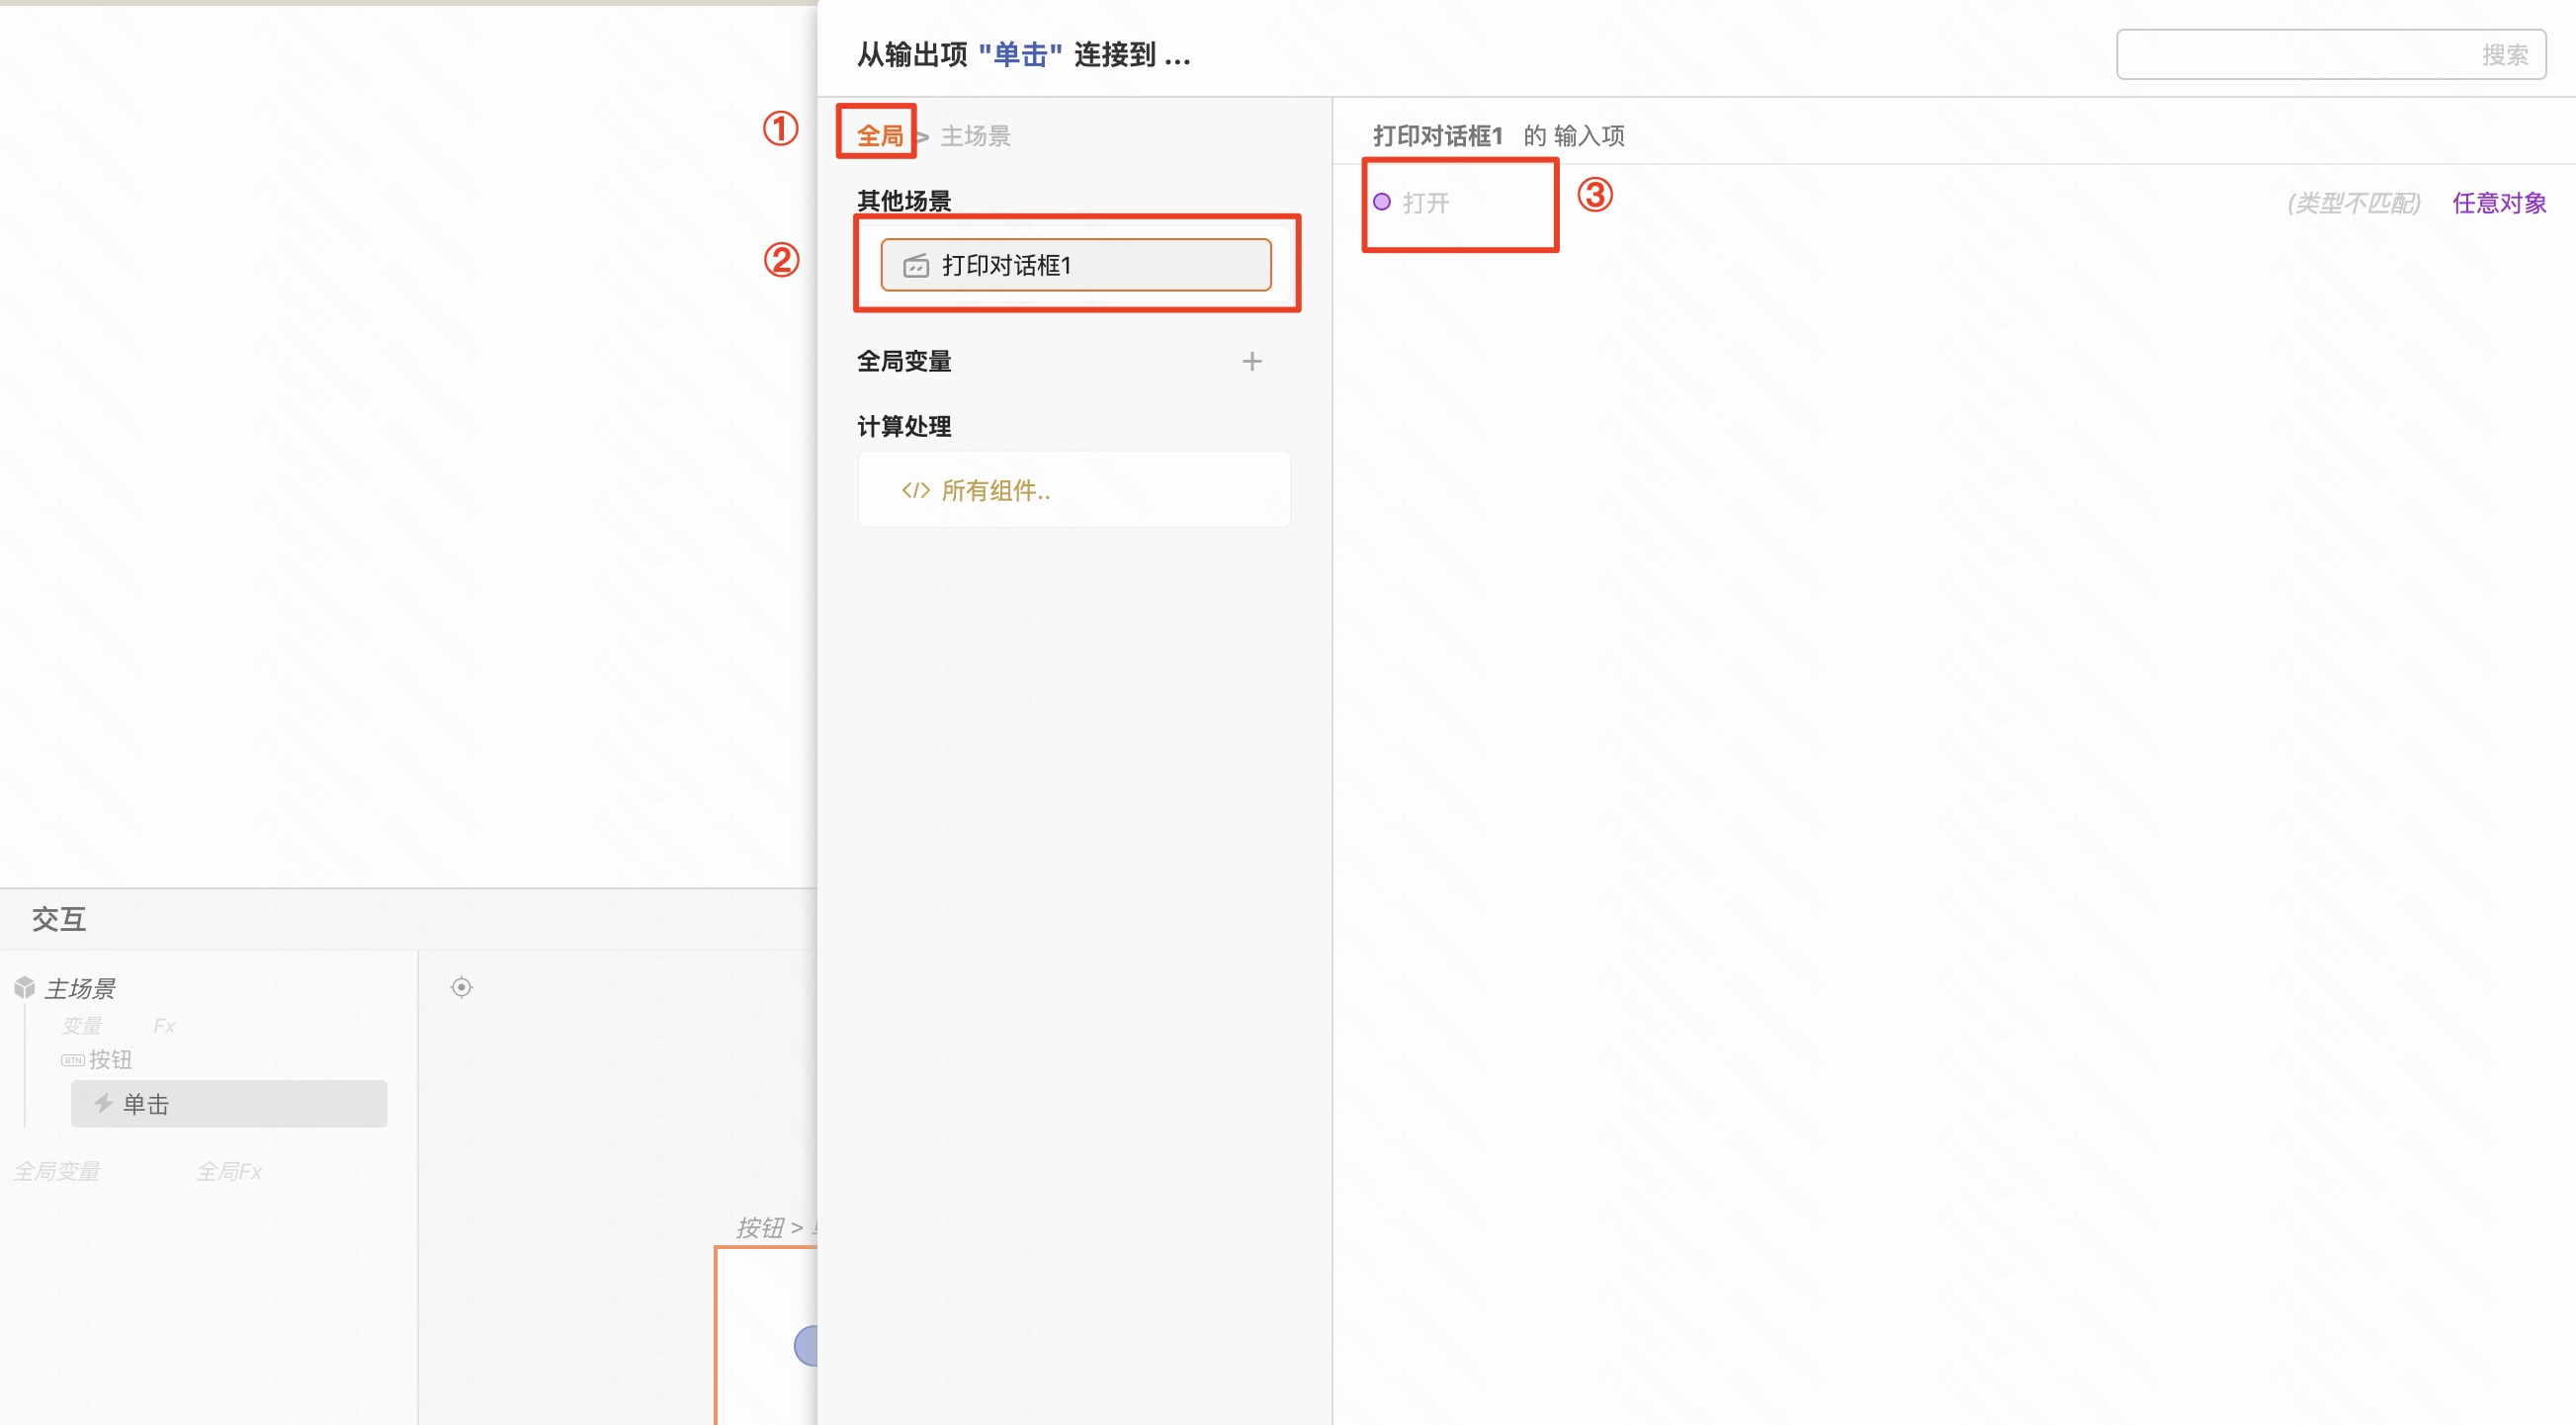 从输出项 "单击" 连接到 ...
搜索
①
全局 > 主场景
打印对话框1 的 输入项
其他场景
打开
③
(类型不匹配) 任意对象
②
打印对话框1
全局变量
+
计算处理
</> 所有组件..
交互
主场景
变量 Fx
BTN 按钮
单击
全局变量 全局Fx
按钮 >